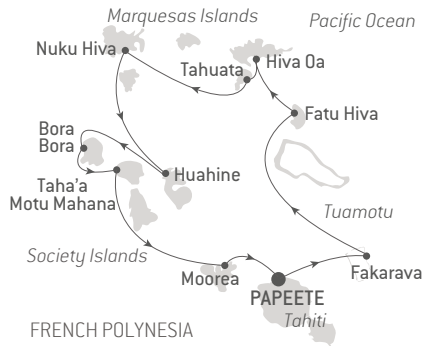 Marquesas Islands
Pacific Ocean
Nuku Hiva
Hiva Oa
Tahuata
Fatu Hiva
Bora
Bora
Huahine
Taha'a
Motu Mahana
Tuamotu
Society Islands
Moorea
Fakarava
PAPEETE
Tahiti
FRENCH POLYNESIA